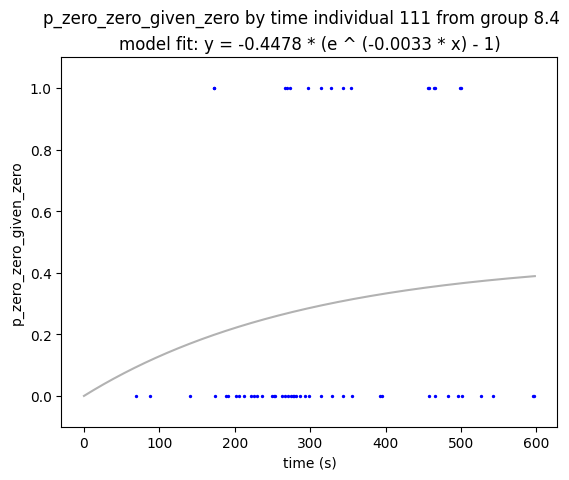 p_zero_zero_given_zero by time individual 111 from group 8.4
model fit: y = -0.4478 * (e ^ (-0.0033 * x) - 1)
p_zero_zero_given_zero
1.0
0.8
0.6
0.4
0.2
0.0
0 100 200 300 400 500 600
time (s)